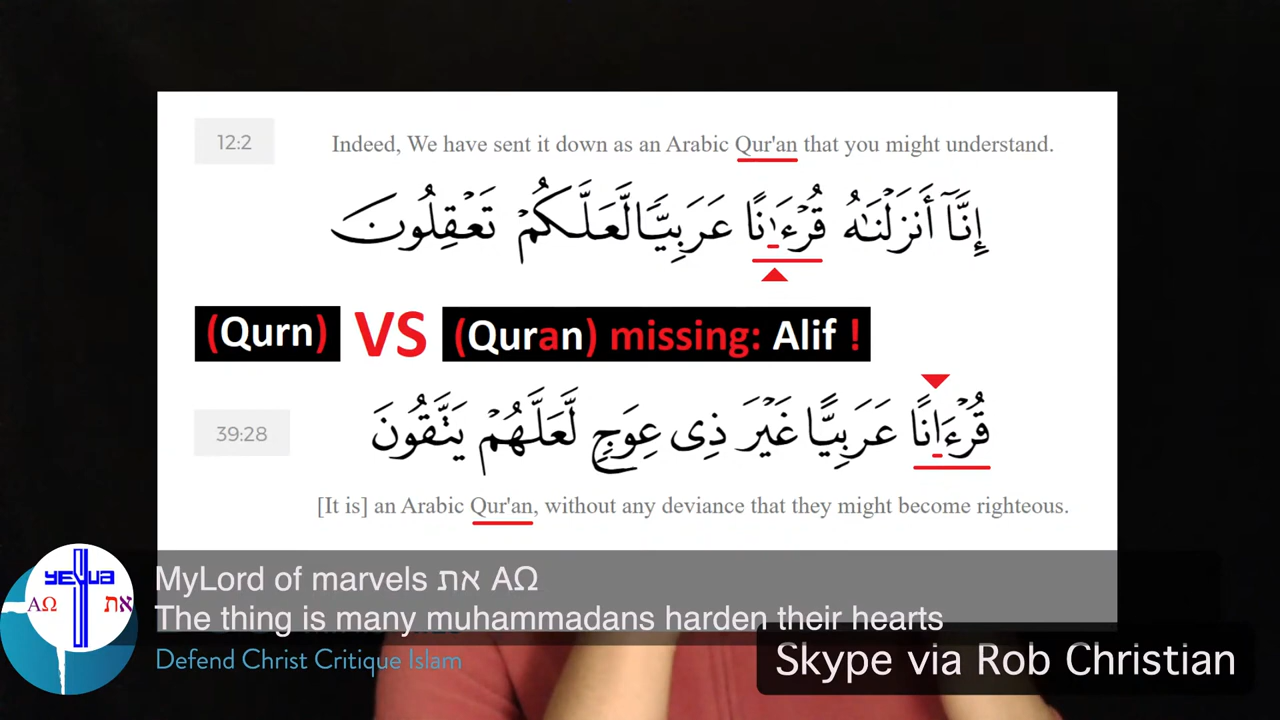 12:2
Indeed, We have sent it down as an Arabic Qur'an that you might understand.
إِنَّآ أَنزَلْنَـٰهُ قُرْءَٰنًا عَرَبِيًّا لَّعَلَّكُمْ تَعْقِلُونَ
(Qurn) VS (Quran) missing: Alif !
قُرْءَانًا عَرَبِيًّا غَيْرَ ذِى عِوَجٍ لَّعَلَّهُمْ يَتَّقُونَ
39:28
[It is] an Arabic Qur'an, without any deviance that they might become righteous.
YESUA
ΑΩ את
MyLord of marvels את ΑΩ
The thing is many muhammadans harden their hearts
Defend Christ Critique Islam
Skype via Rob Christian